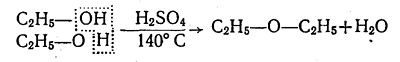 C₂H₅—OH H₂SO₄
C₂H₅—O H 140° C → C₂H₅—O—C₂H₅+H₂O